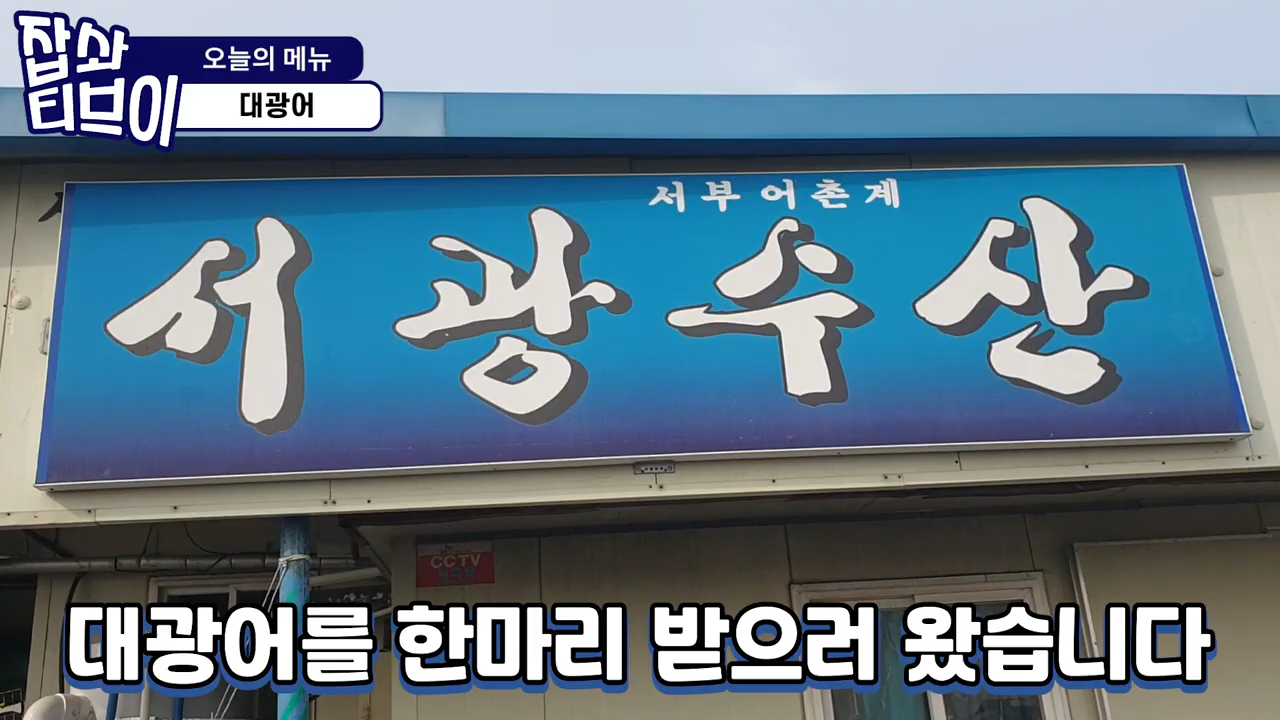 잡솨
티브이
오늘의 메뉴
대광어
서부어촌계
서광수산
CCTV
대광어를 한마리 받으러 왔습니다